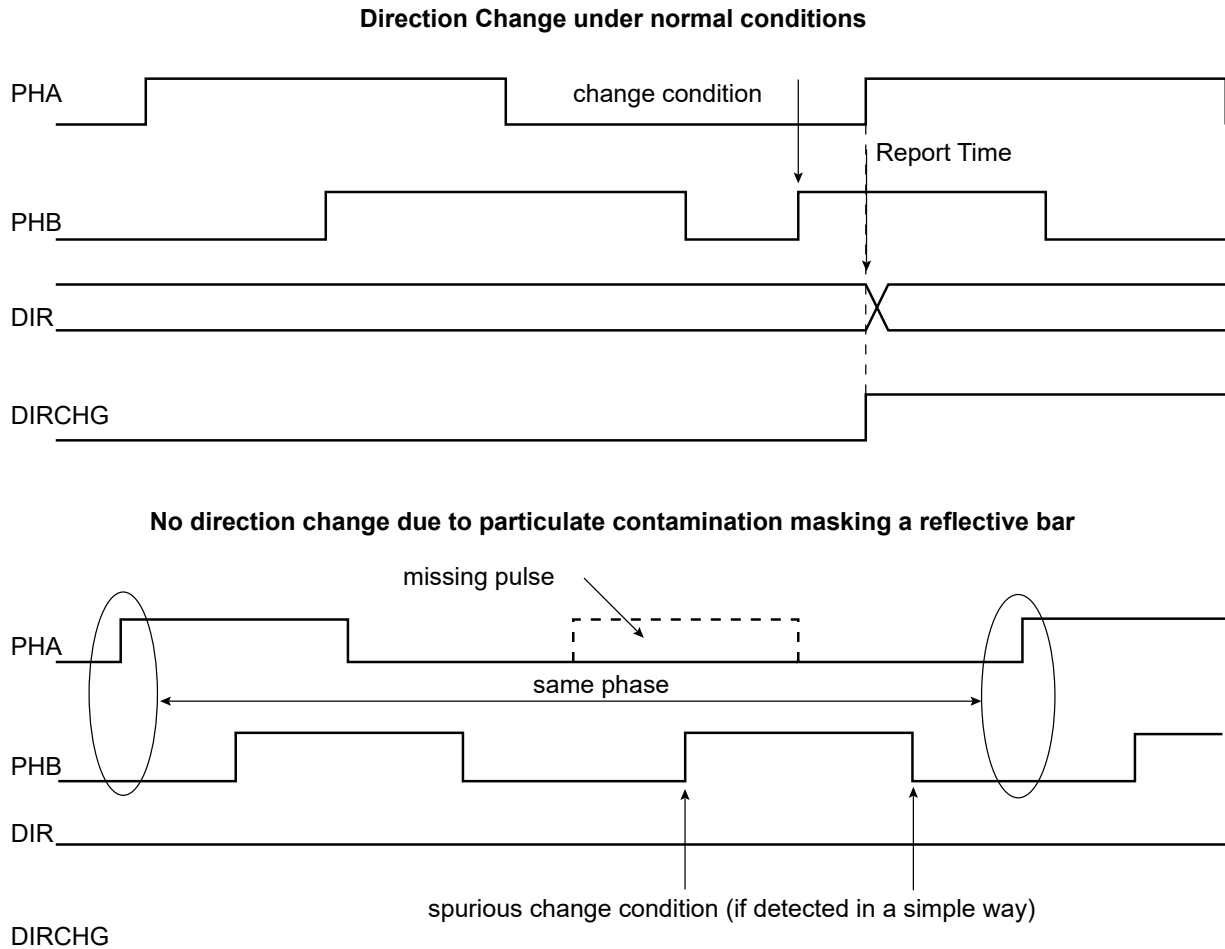 Direction Change under normal conditions
PHA
change condition
Report Time
PHB
DIR
DIRCHG
No direction change due to particulate contamination masking a reflective bar
missing pulse
PHA
same phase
PHB
DIR
spurious change condition (if detected in a simple way)
DIRCHG